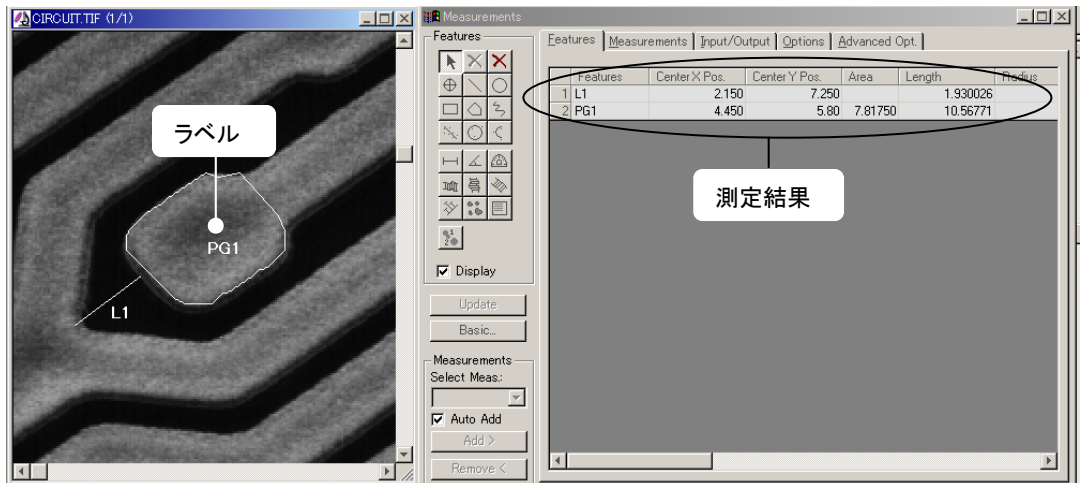 CIRCUIT.TIF (1/1)
ラベル
PG1
L1
Measurements
Features
Display
Update
Basic...
Measurements
Select Meas.:
Auto Add
Add >
Remove <
Features Measurements Input/Output Options Advanced Opt.
Features Center X Pos. Center Y Pos. Area Length Radius
1 L1 2.150 7.250 1.930026
2 PG1 4.450 5.80 7.81750 10.56771
測定結果